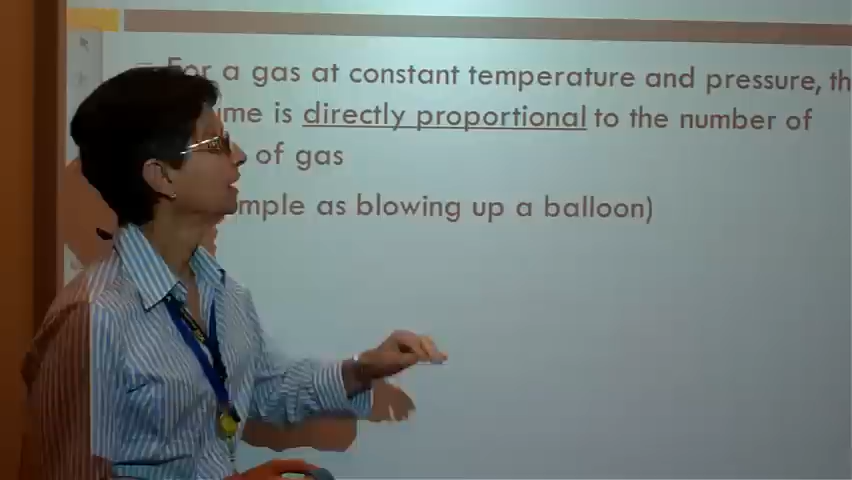 For a gas at constant temperature and pressure, th
ume is directly proportional to the number of
of gas
mple as blowing up a balloon)